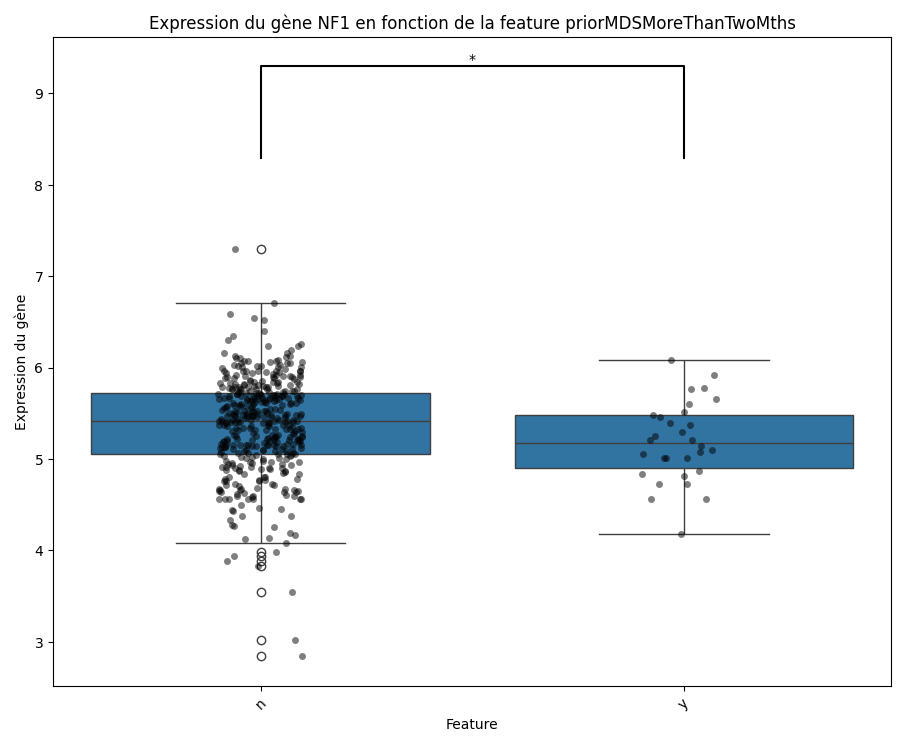 Expression du gène NF1 en fonction de la feature priorMDSMoreThanTwoMths
*
9
8
7
6
5
4
3
Expression du gène
n
y
Feature